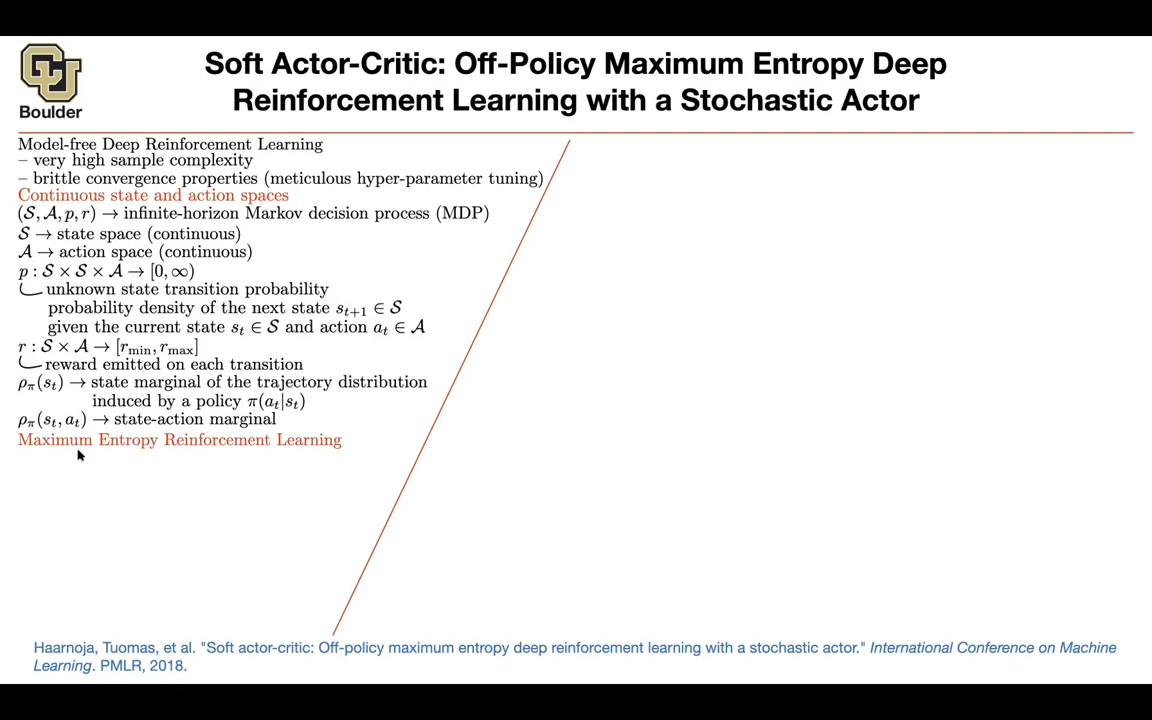 Boulder
Soft Actor-Critic: Off-Policy Maximum Entropy Deep
Reinforcement Learning with a Stochastic Actor
Model-free Deep Reinforcement Learning
– very high sample complexity
– brittle convergence properties (meticulous hyper-parameter tuning)
Continuous state and action spaces
(𝒮, 𝒜, p, r) → infinite-horizon Markov decision process (MDP)
𝒮 → state space (continuous)
𝒜 → action space (continuous)
p : 𝒮 × 𝒮 × 𝒜 → [0, ∞)
unknown state transition probability
probability density of the next state s_{t+1} ∈ 𝒮
given the current state s_t ∈ 𝒮 and action a_t ∈ 𝒜
r : 𝒮 × 𝒜 → [r_min, r_max]
reward emitted on each transition
ρ_π(s_t) → state marginal of the trajectory distribution
induced by a policy π(a_t|s_t)
ρ_π(s_t, a_t) → state-action marginal
Maximum Entropy Reinforcement Learning
Haarnoja, Tuomas, et al. "Soft actor-critic: Off-policy maximum entropy deep reinforcement learning with a stochastic actor." International Conference on Machine
Learning. PMLR, 2018.